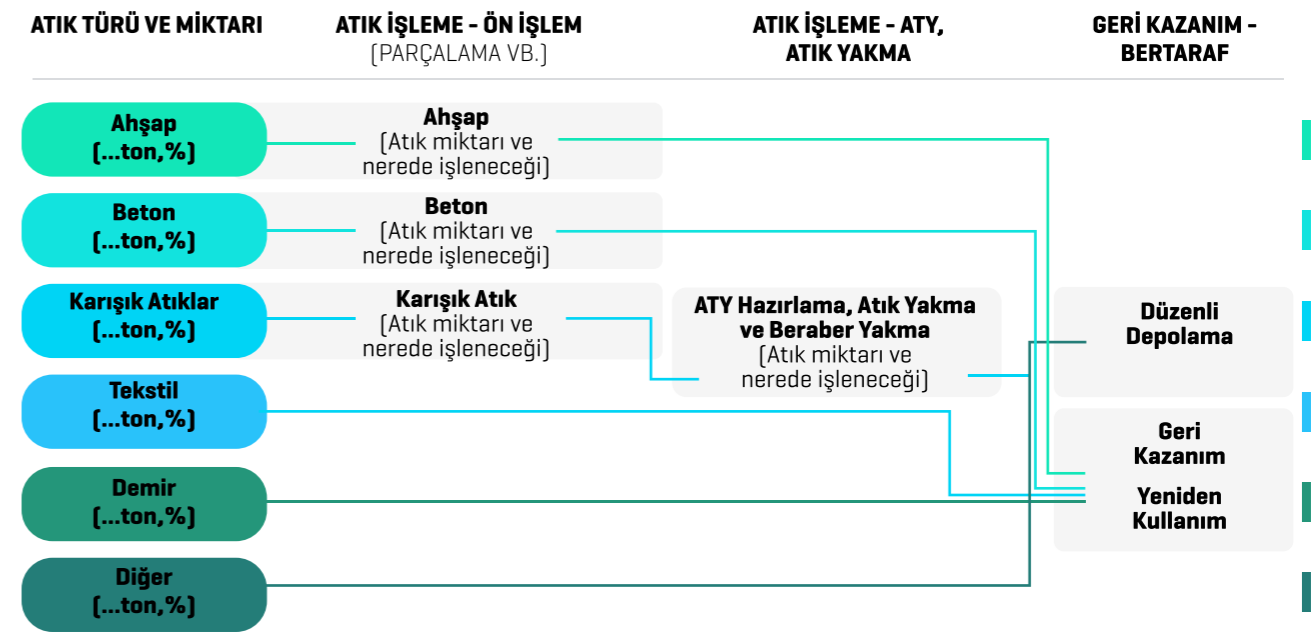 ATIK TÜRÜ VE MİKTARI
ATIK İŞLEME - ÖN İŞLEM
(PARÇALAMA VB.)
ATIK İŞLEME - ATY,
ATIK YAKMA
GERİ KAZANIM -
BERTARAF
Ahşap
(...ton,%)
Ahşap
(Atık miktarı ve
nerede işleneceği)
Beton
(...ton,%)
Beton
(Atık miktarı ve
nerede işleneceği)
Karışık Atıklar
(...ton,%)
Karışık Atık
(Atık miktarı ve
nerede işleneceği)
ATY Hazırlama, Atık Yakma
ve Beraber Yakma
(Atık miktarı ve
nerede işleneceği)
Düzenli
Depolama
Tekstil
(...ton,%)
Geri
Kazanım
Yeniden
Kullanım
Demir
(...ton,%)
Diğer
(...ton,%)